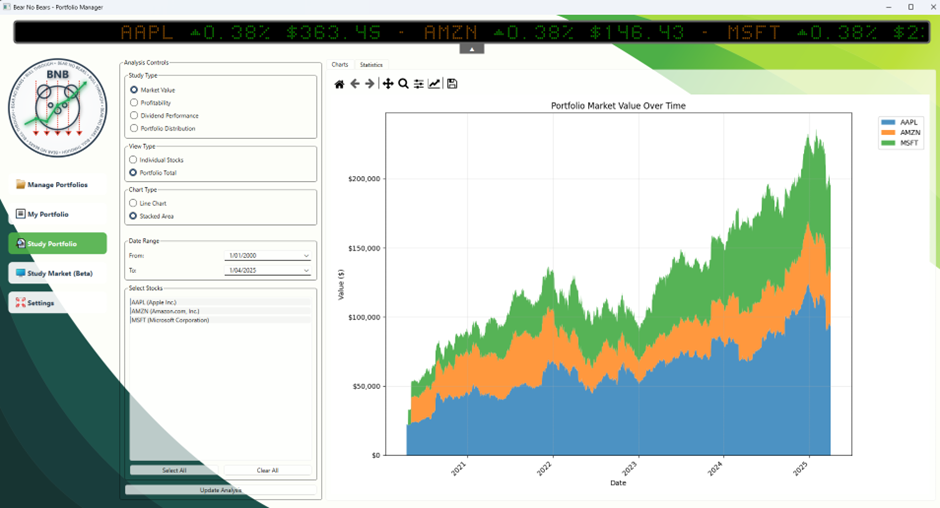 Bear No Bears - Portfolio Manager
AAPL ▲0.38% $363.45 - AMZN ▲0.38% $146.43 - MSFT ▲0.38% $2
BNB
Manage Portfolios
My Portfolio
Study Portfolio
Study Market (Beta)
Settings
Analysis Controls
Study Type
Market Value
Profitability
Dividend Performance
Portfolio Distribution
View Type
Individual Stocks
Portfolio Total
Chart Type
Line Chart
Stacked Area
Date Range
From: 1/01/2000
To: 1/04/2025
Select Stocks
AAPL (Apple Inc.)
AMZN (Amazon.com, Inc.)
MSFT (Microsoft Corporation)
Select All
Clear All
Update Analysis
Charts
Statistics
Portfolio Market Value Over Time
AAPL
AMZN
MSFT
Value ($)
$200,000
$150,000
$100,000
$50,000
$0
2021
2022
2023
2024
2025
Date